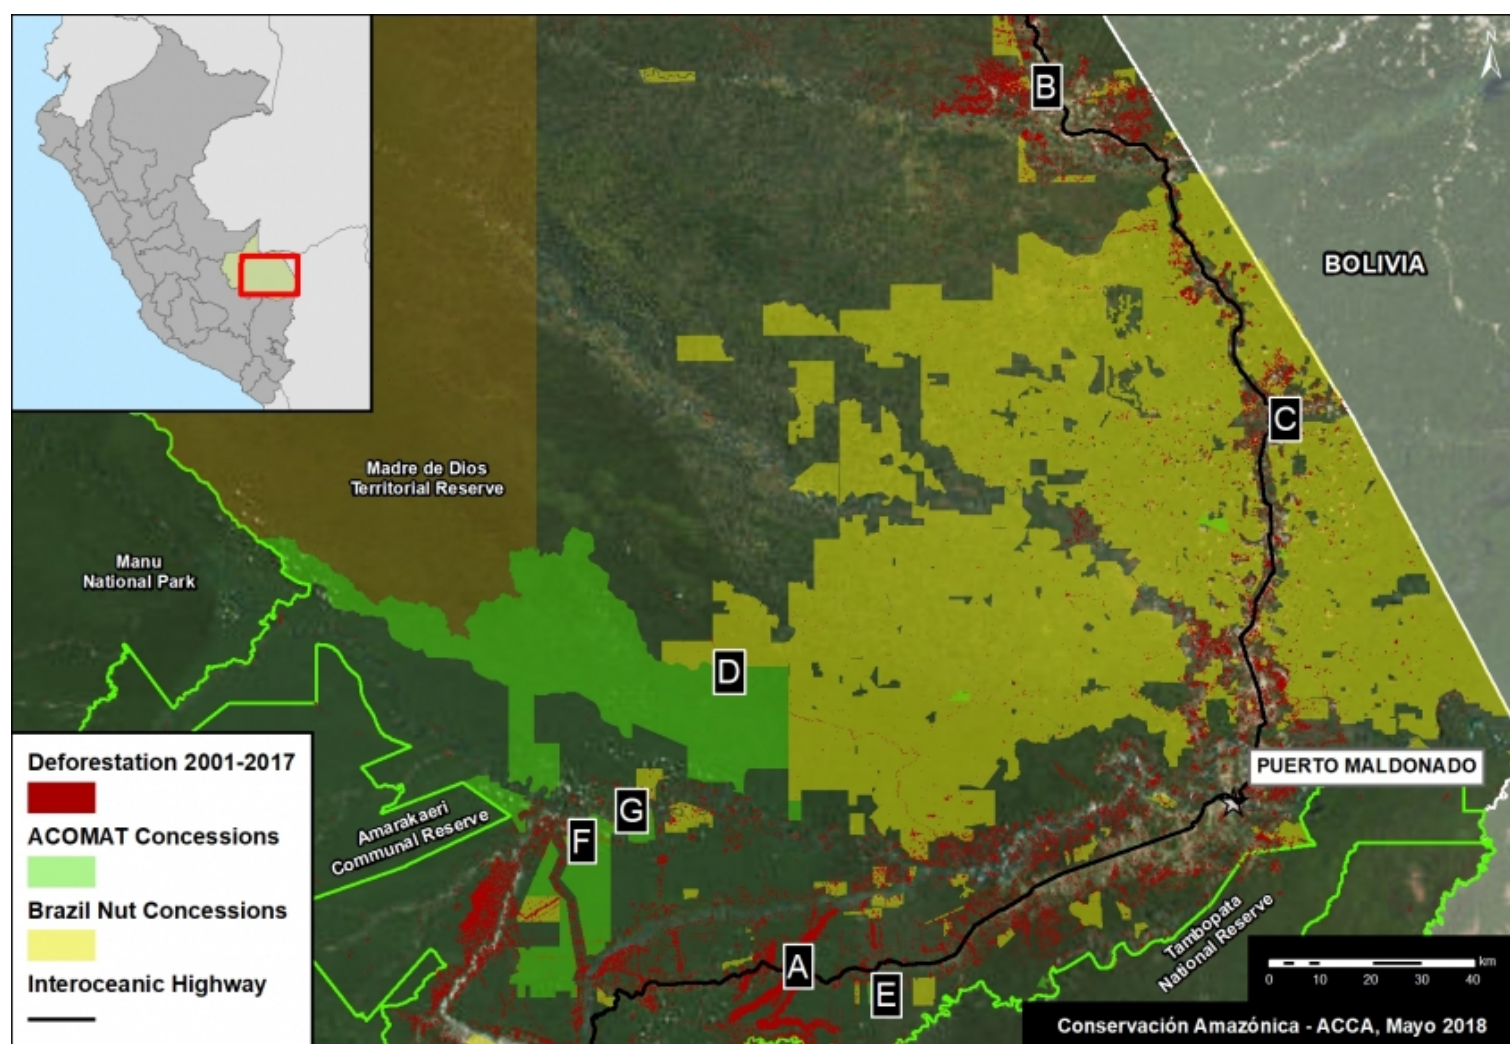 N
B
BOLIVIA
C
Madre de Dios
Territorial Reserve
Manu
National Park
D
Deforestation 2001-2017
ACOMAT Concessions
Brazil Nut Concessions
Interoceanic Highway
PUERTO MALDONADO
Amarakaeri
Communal Reserve
G
F
A
E
Tambopata
National Reserve
km
0 10 20 40
Conservación Amazónica - ACCA, Mayo 2018